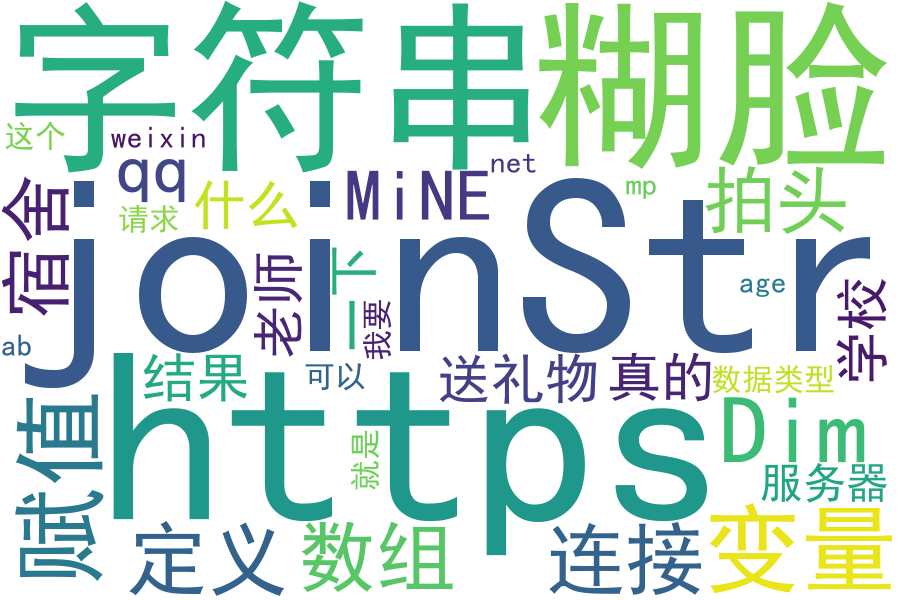 字符串
糊脸
这个
weixin
qq
net
mp
MiNE
什么
请求
拍头
宿舍
joinStr
老师
一下
我要
age
学校
ab
结果
可以
送礼物
真的
数据类型
https
Dim
赋值
就是
服务器
定义
数组
连接
变量